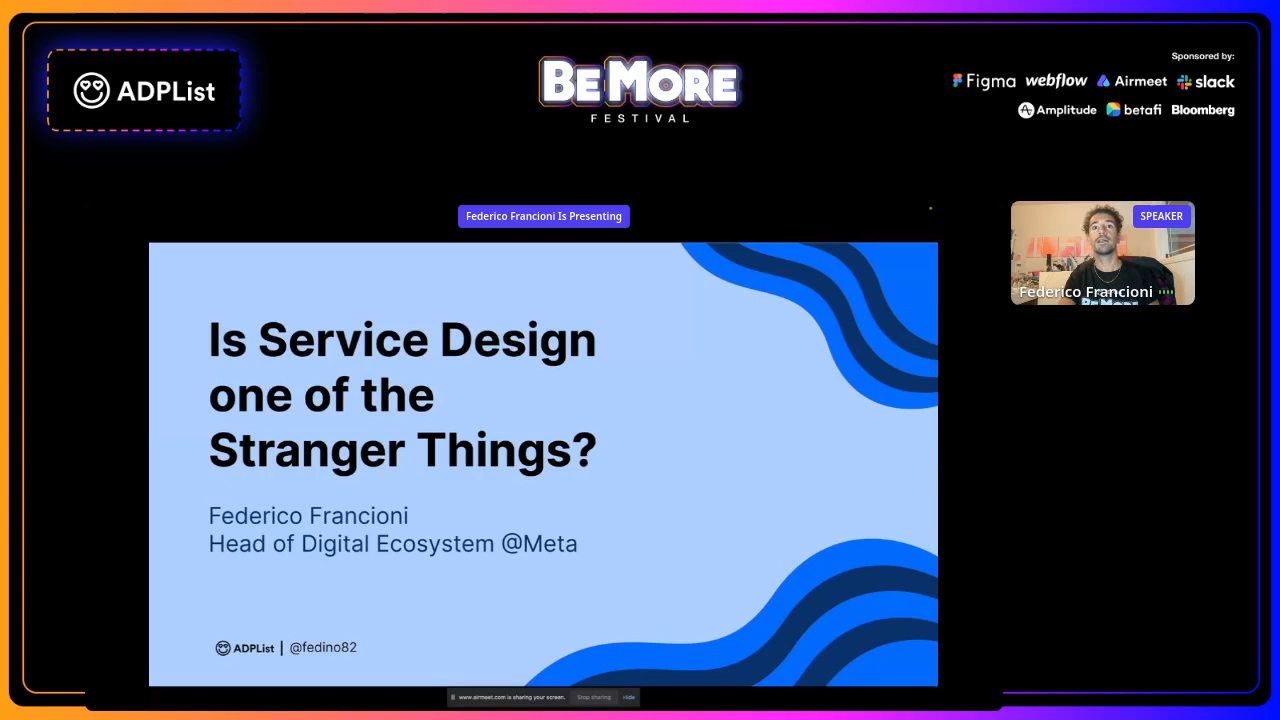 ADPList
BE MORE
FESTIVAL
Sponsored by:
Figma webflow Airmeet slack
Amplitude betafi Bloomberg
Federico Francioni Is Presenting
SPEAKER
Federico Francioni
BE MORE
Is Service Design
one of the
Stranger Things?
Federico Francioni
Head of Digital Ecosystem @Meta
ADPList | @fedino82
www.airmeet.com is sharing your screen. Stop sharing Hide